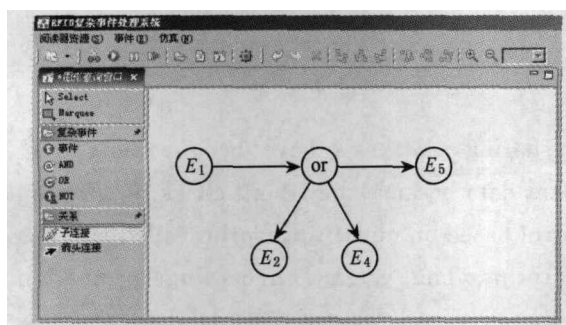 RFID复杂事件处理系统
阅读器资源(S) 事件(E) 仿真(R)
Select
Marquee
复杂事件
事件
AND
OR
NOT
关系
子连接
箭头连接
E1
or
E5
E2
E4